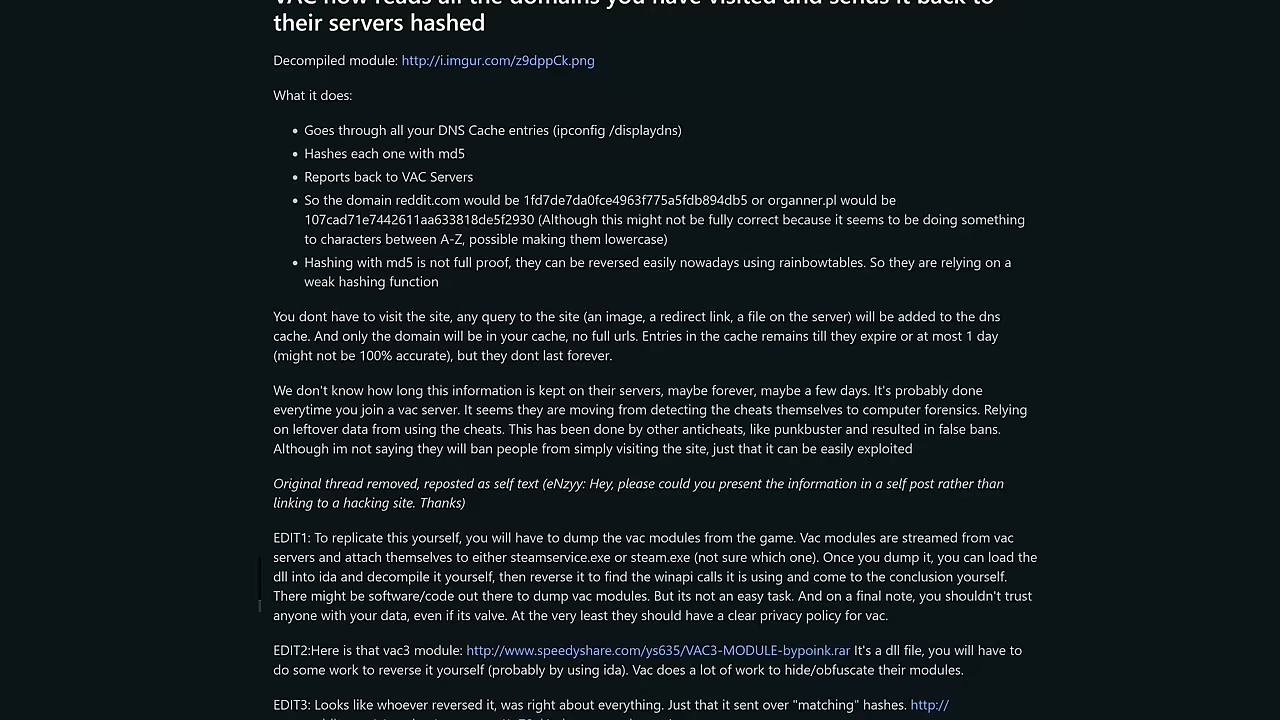 VAC now reads all the domains you have visited and sends it back to
their servers hashed
Decompiled module: http://i.imgur.com/z9dppCk.png
What it does:
• Goes through all your DNS Cache entries (ipconfig /displaydns)
• Hashes each one with md5
• Reports back to VAC Servers
• So the domain reddit.com would be 1fd7de7da0fce4963f775a5fdb894db5 or organner.pl would be
107cad71e7442611aa633818de5f2930 (Although this might not be fully correct because it seems to be doing something
to characters between A-Z, possible making them lowercase)
• Hashing with md5 is not full proof, they can be reversed easily nowadays using rainbowtables. So they are relying on a
weak hashing function
You dont have to visit the site, any query to the site (an image, a redirect link, a file on the server) will be added to the dns
cache. And only the domain will be in your cache, no full urls. Entries in the cache remains till they expire or at most 1 day
(might not be 100% accurate), but they dont last forever.
We don't know how long this information is kept on their servers, maybe forever, maybe a few days. It's probably done
everytime you join a vac server. It seems they are moving from detecting the cheats themselves to computer forensics. Relying
on leftover data from using the cheats. This has been done by other anticheats, like punkbuster and resulted in false bans.
Although im not saying they will ban people from simply visiting the site, just that it can be easily exploited
Original thread removed, reposted as self text (eNzyy: Hey, please could you present the information in a self post rather than
linking to a hacking site. Thanks)
EDIT1: To replicate this yourself, you will have to dump the vac modules from the game. Vac modules are streamed from vac
servers and attach themselves to either steamservice.exe or steam.exe (not sure which one). Once you dump it, you can load the
dll into ida and decompile it yourself, then reverse it to find the winapi calls it is using and come to the conclusion yourself.
There might be software/code out there to dump vac modules. But its not an easy task. And on a final note, you shouldn't trust
anyone with your data, even if its valve. At the very least they should have a clear privacy policy for vac.
EDIT2:Here is that vac3 module: http://www.speedyshare.com/ys635/VAC3-MODULE-bypoink.rar It's a dll file, you will have to
do some work to reverse it yourself (probably by using ida). Vac does a lot of work to hide/obfuscate their modules.
EDIT3: Looks like whoever reversed it, was right about everything. Just that it sent over "matching" hashes. http://